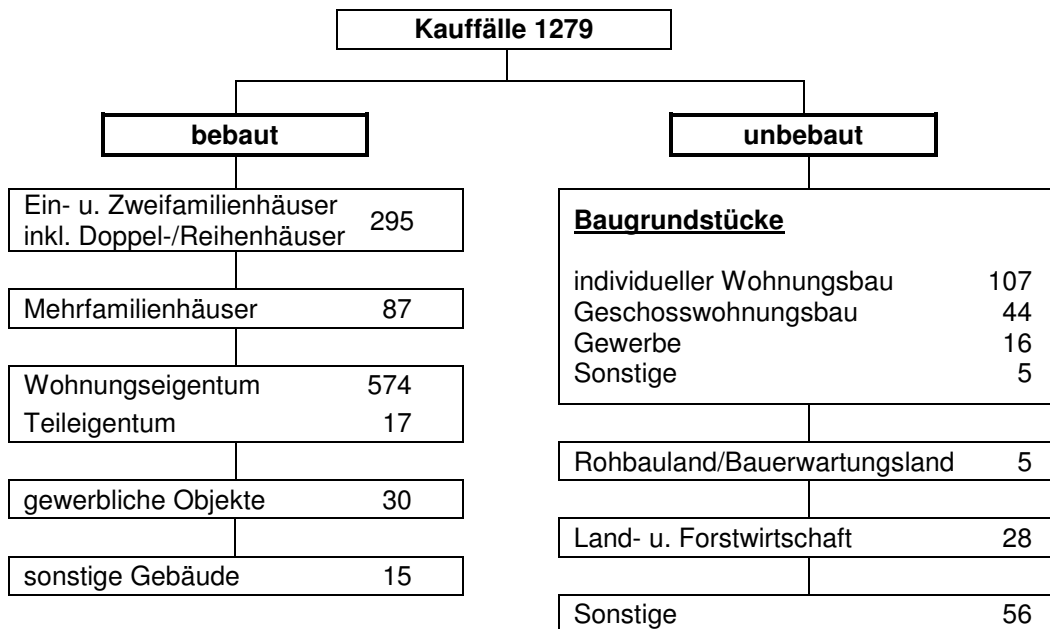 Kauffälle 1279
bebaut
Ein- u. Zweifamilienhäuser
inkl. Doppel-/Reihenhäuser 295
Mehrfamilienhäuser 87
Wohnungseigentum 574
Teileigentum 17
gewerbliche Objekte 30
sonstige Gebäude 15
unbebaut
Baugrundstücke
individueller Wohnungsbau 107
Geschosswohnungsbau 44
Gewerbe 16
Sonstige 5
Rohbauland/Bauerwartungsland 5
Land- u. Forstwirtschaft 28
Sonstige 56